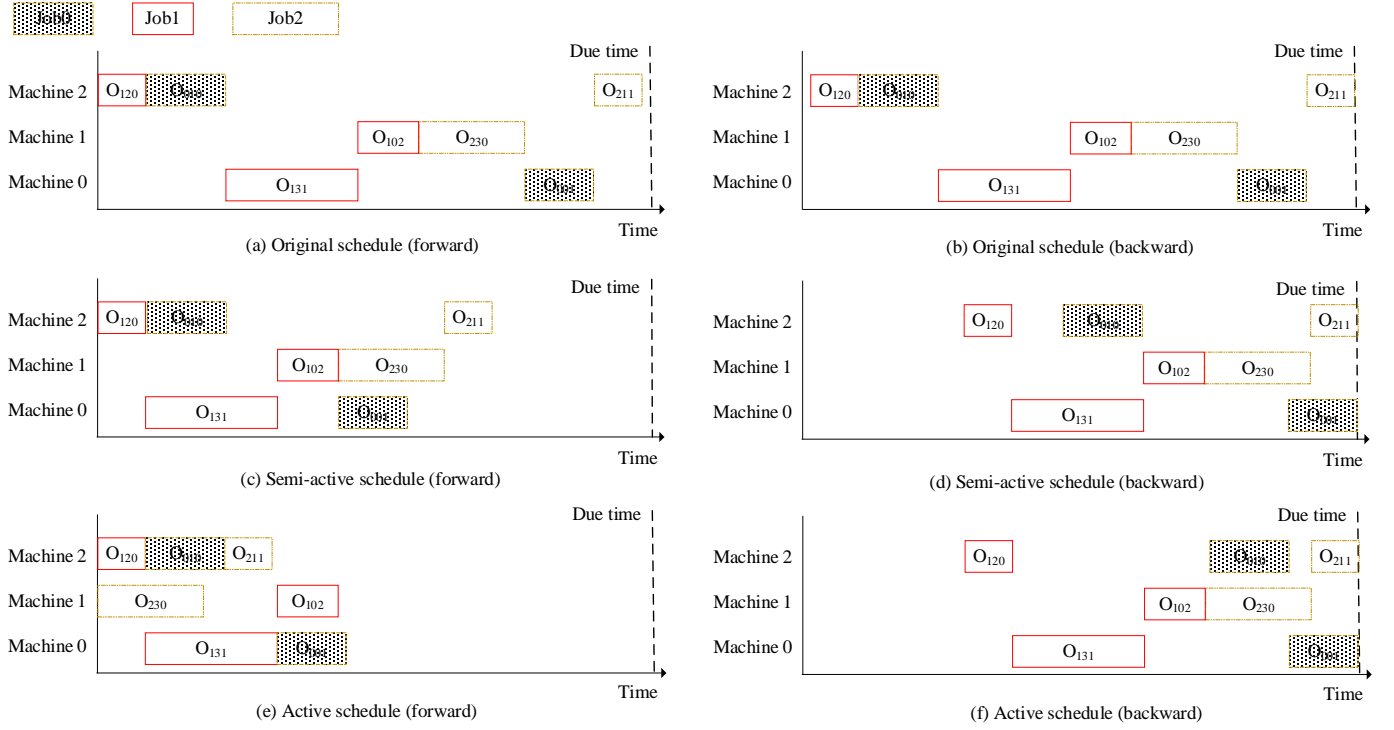 Job0 Job1 Job2
Due time Due time
Machine 2 O120 O211 Machine 2 O120 O211
Machine 1 O102 O230 Machine 1 O102 O230
Machine 0 O131 Machine 0 O131
Time Time
(a) Original schedule (forward) (b) Original schedule (backward)
Due time Due time
Machine 2 O120 O211 Machine 2 O120 O211
Machine 1 O102 O230 Machine 1 O102 O230
Machine 0 O131 Machine 0 O131
Time Time
(c) Semi-active schedule (forward) (d) Semi-active schedule (backward)
Due time Due time
Machine 2 O120 O211 Machine 2 O120 O211
Machine 1 O230 O102 Machine 1 O102 O230
Machine 0 O131 Machine 0 O131
Time Time
(e) Active schedule (forward) (f) Active schedule (backward)